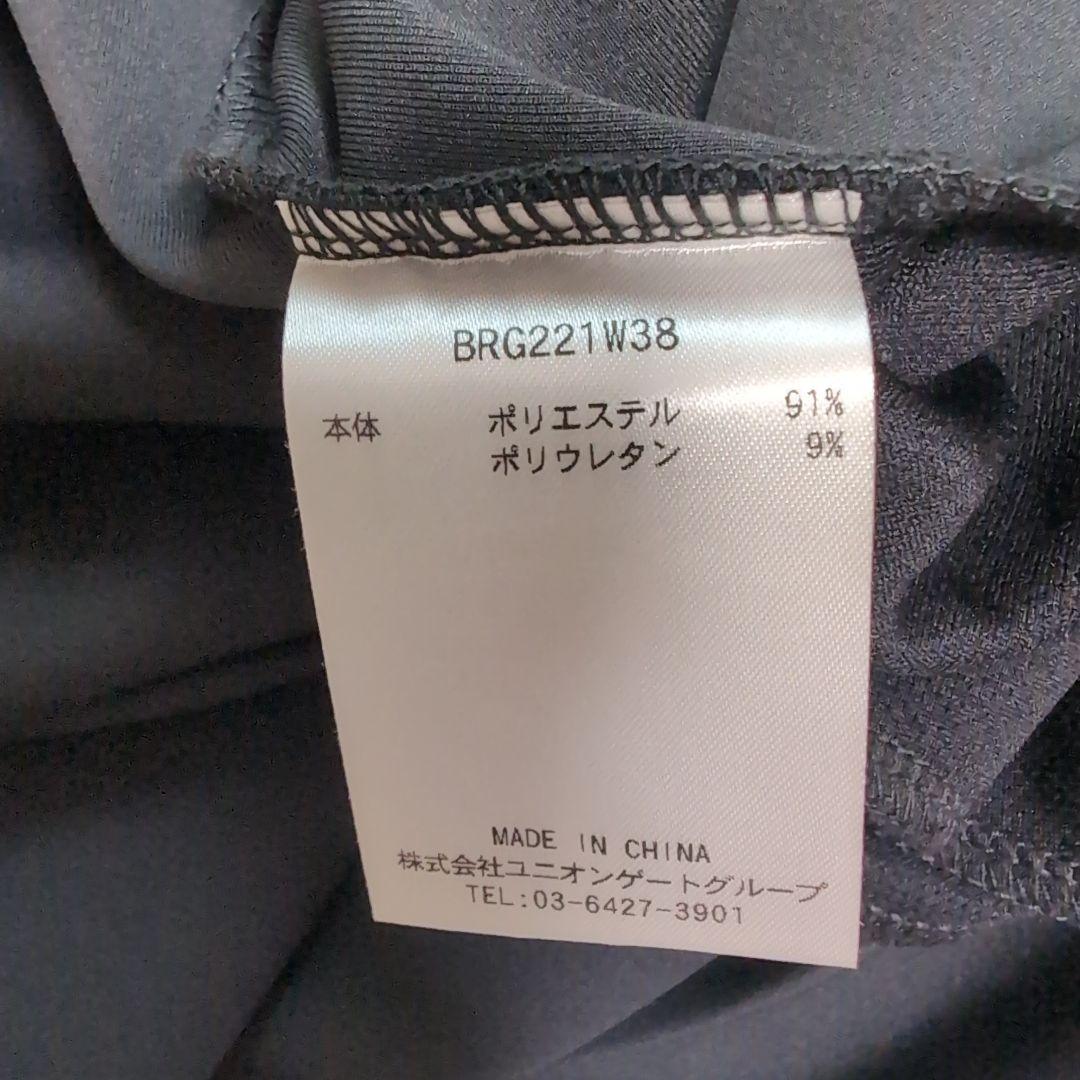 BRG221W38
本体 ポリエステル 91%
ポリウレタン 9%
MADE IN CHINA
株式会社ユニオンゲートグループ
TEL:03-6427-3901